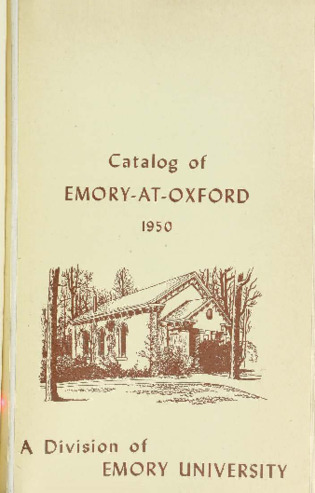 Catalog of
EMORY-AT-OXFORD
1950
A Division of
EMORY UNIVERSITY